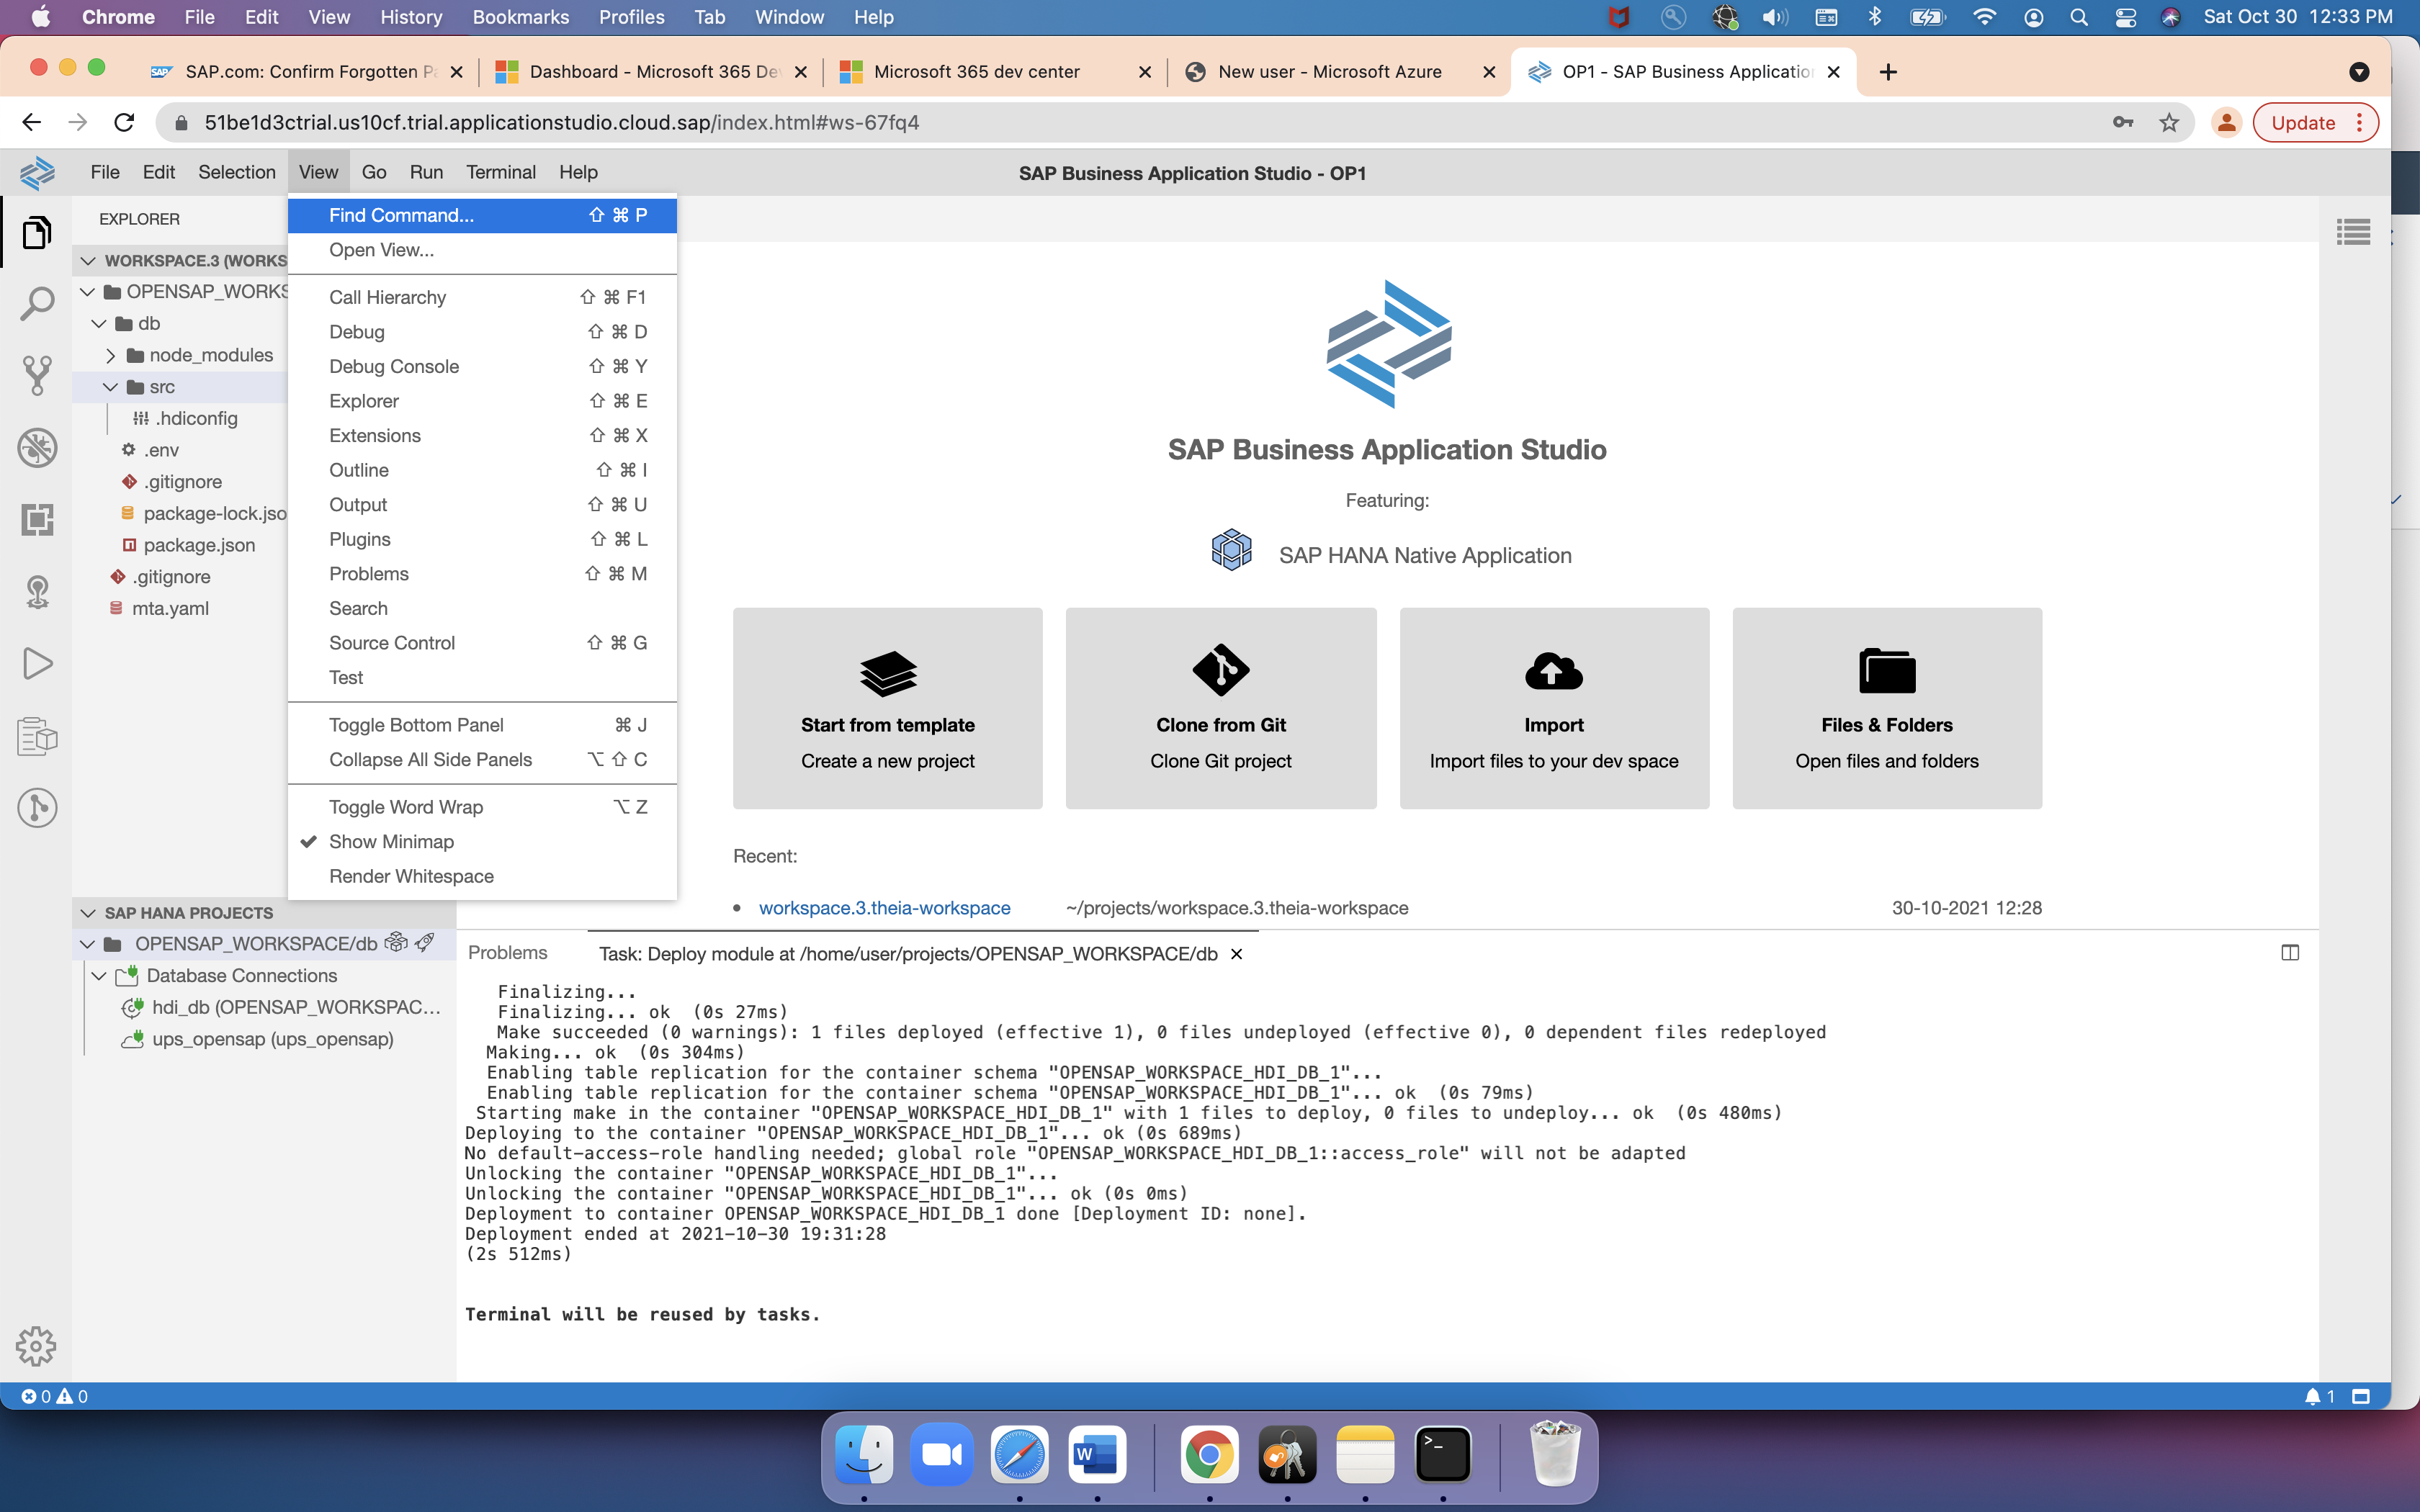 Chrome File Edit View History Bookmarks Profiles Tab Window Help Sat Oct 30 12:33 PM
SAP.com: Confirm Forgotten Pa Dashboard - Microsoft 365 De Microsoft 365 dev center New user - Microsoft Azure OP1 - SAP Business Application
51be1d3ctrial.us10cf.trial.applicationstudio.cloud.sap/index.html#ws-67fq4 Update
File Edit Selection View Go Run Terminal Help SAP Business Application Studio - OP1
EXPLORER
WORKSPACE.3 (WORKS
OPENSAP_WORKS
db
node_modules
src
.hdiconfig
.env
.gitignore
package-lock.jso
package.json
.gitignore
mta.yaml
Find Command... ⇧ ⌘ P
Open View...
Call Hierarchy ⇧ ⌘ F1
Debug ⇧ ⌘ D
Debug Console ⇧ ⌘ Y
Explorer ⇧ ⌘ E
Extensions ⇧ ⌘ X
Outline ⇧ ⌘ I
Output ⇧ ⌘ U
Plugins ⇧ ⌘ L
Problems ⇧ ⌘ M
Search
Source Control ⇧ ⌘ G
Test
Toggle Bottom Panel ⌘ J
Collapse All Side Panels ⌥ ⇧ C
Toggle Word Wrap ⌥ Z
Show Minimap
Render Whitespace
SAP Business Application Studio
Featuring:
SAP HANA Native Application
Start from template
Create a new project
Clone from Git
Clone Git project
Import
Import files to your dev space
Files & Folders
Open files and folders
Recent:
workspace.3.theia-workspace ~/projects/workspace.3.theia-workspace 30-10-2021 12:28
SAP HANA PROJECTS
OPENSAP_WORKSPACE/db
Database Connections
hdi_db (OPENSAP_WORKSPAC...
ups_opensap (ups_opensap)
Problems Task: Deploy module at /home/user/projects/OPENSAP_WORKSPACE/db
Finalizing...
Finalizing... ok (0s 27ms)
Make succeeded (0 warnings): 1 files deployed (effective 1), 0 files undeployed (effective 0), 0 dependent files redeployed
Making... ok (0s 304ms)
Enabling table replication for the container schema "OPENSAP_WORKSPACE_HDI_DB_1"...
Enabling table replication for the container schema "OPENSAP_WORKSPACE_HDI_DB_1"... ok (0s 79ms)
Starting make in the container "OPENSAP_WORKSPACE_HDI_DB_1" with 1 files to deploy, 0 files to undeploy... ok (0s 480ms)
Deploying to the container "OPENSAP_WORKSPACE_HDI_DB_1"... ok (0s 689ms)
No default-access-role handling needed; global role "OPENSAP_WORKSPACE_HDI_DB_1::access_role" will not be adapted
Unlocking the container "OPENSAP_WORKSPACE_HDI_DB_1"...
Unlocking the container "OPENSAP_WORKSPACE_HDI_DB_1"... ok (0s 0ms)
Deployment to container OPENSAP_WORKSPACE_HDI_DB_1 done [Deployment ID: none].
Deployment ended at 2021-10-30 19:31:28
(2s 512ms)
Terminal will be reused by tasks.
0 0 1